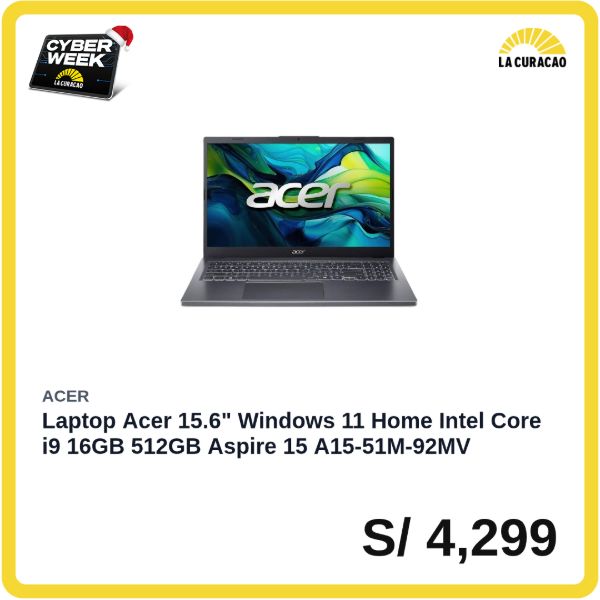 CYBER
WEEK
LA CURACAO
LA CURACAO
acer
acer
ACER
Laptop Acer 15.6" Windows 11 Home Intel Core
i9 16GB 512GB Aspire 15 A15-51M-92MV
S/ 4,299